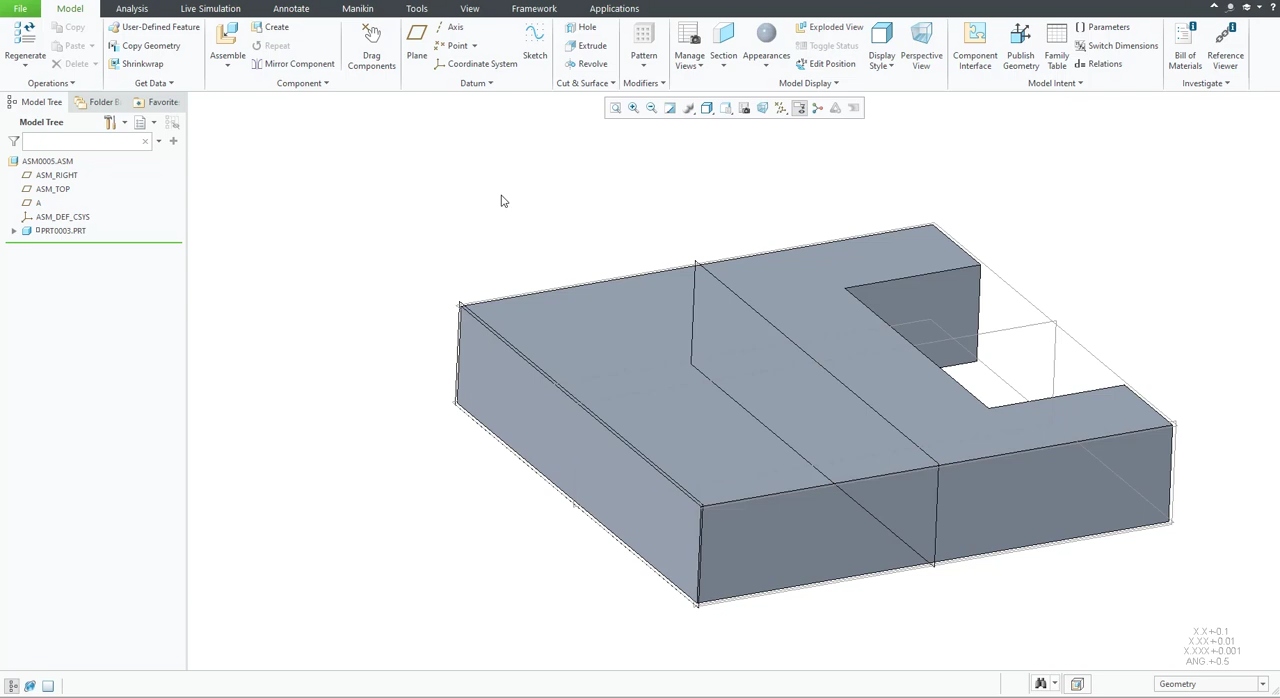 File Model Analysis Live Simulation Annotate Manikin Tools View Framework Applications
Regenerate
Copy
Paste
Delete
Operations
User-Defined Feature
Copy Geometry
Shrinkwrap
Get Data
Assemble
Create
Repeat
Mirror Component
Component
Drag
Components
Plane
Axis
Point
Coordinate System
Sketch
Datum
Hole
Extrude
Revolve
Cut & Surface
Pattern
Modifiers
Manage
Views
Section
Appearances
Exploded View
Toggle Status
Edit Position
Display
Style
Perspective
View
Model Display
Component
Interface
Publish
Geometry
Family
Table
Parameters
Switch Dimensions
Relations
Model Intent
Bill of
Materials
Reference
Viewer
Investigate
Model Tree Folder B Favorite
Model Tree
ASM0005.ASM
ASM_RIGHT
ASM_TOP
A
ASM_DEF_CSYS
PRT0003.PRT
X.X+-0.1
X.XX+-0.01
X.XXX+-0.001
ANG.+-0.5
Geometry